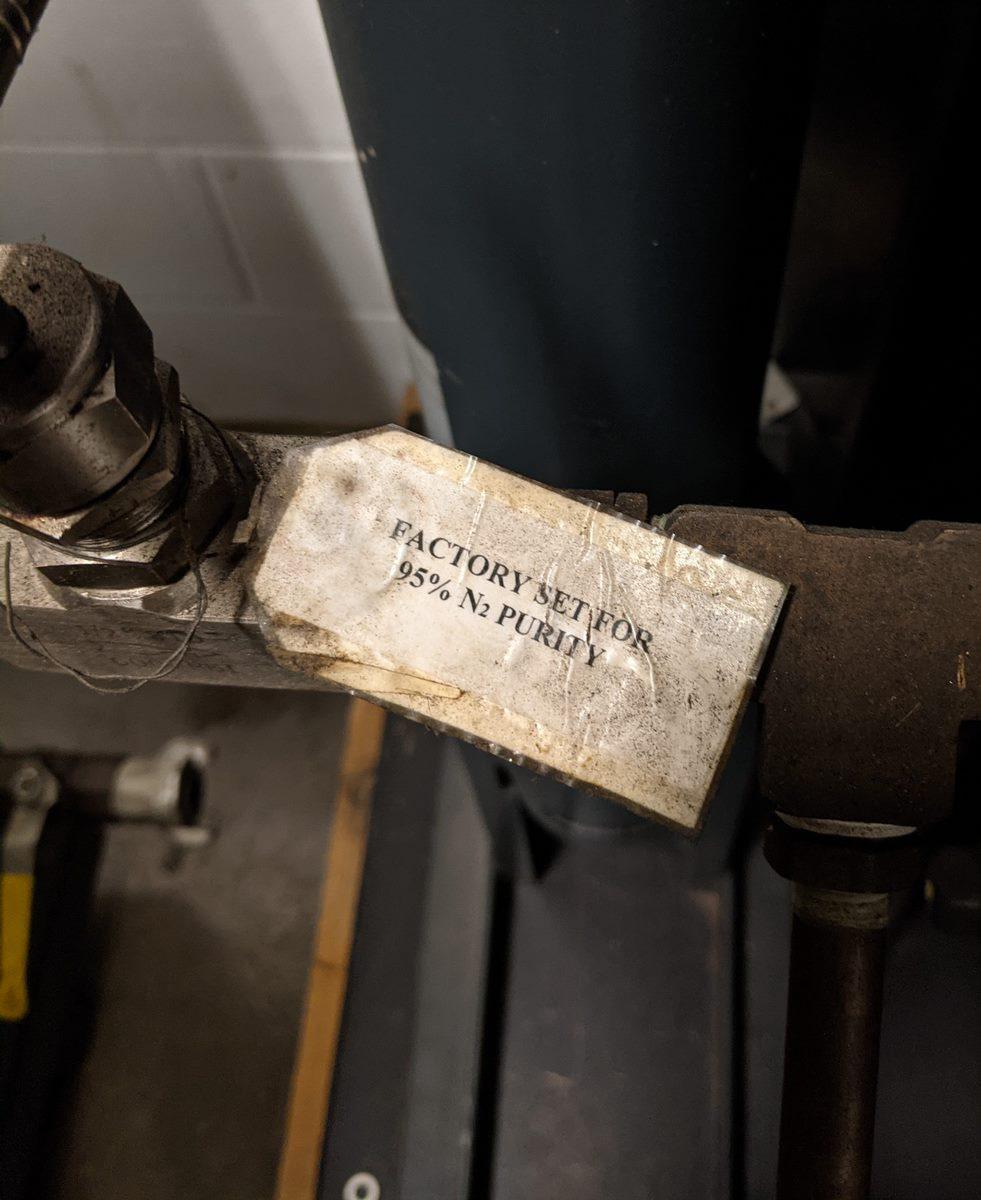 FACTORY SET FOR
95% N₂ PURITY